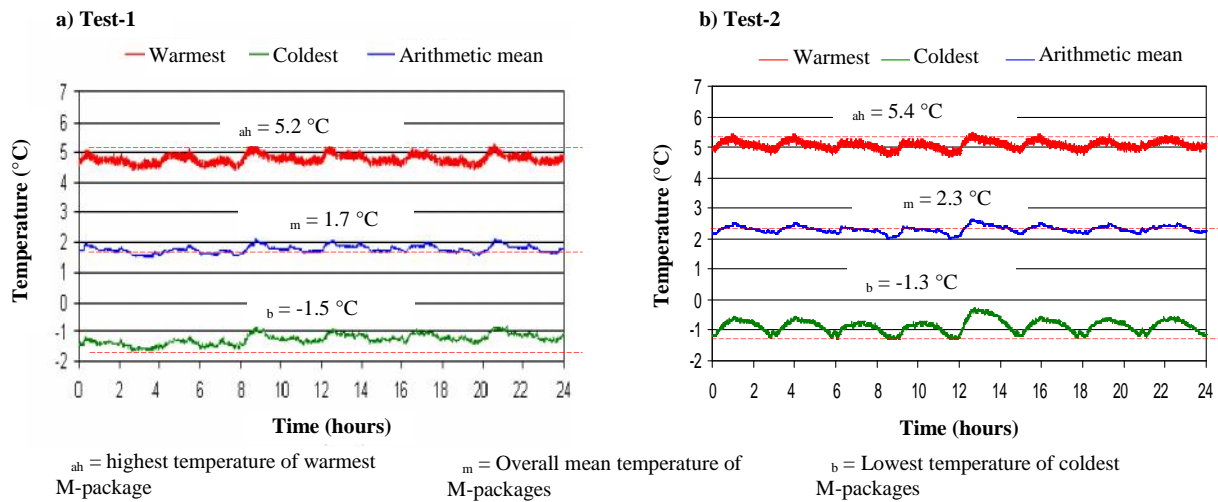 a) Test-1
Warmest Coldest Arithmetic mean
7
6
5
4
3
2
1
0
-1
-2
Temperature (°C)
ah = 5.2 °C
m = 1.7 °C
b = -1.5 °C
0 2 4 6 8 10 12 14 16 18 20 22 24
Time (hours)
b) Test-2
Warmest Coldest Arithmetic mean
7
6
5
4
3
2
1
0
-1
-2
Temperature (°C)
ah = 5.4 °C
m = 2.3 °C
b = -1.3 °C
0 2 4 6 8 10 12 14 16 18 20 22 24
Time (hours)
ah = highest temperature of warmest
M-package
m = Overall mean temperature of
M-packages
b = Lowest temperature of coldest
M-packages